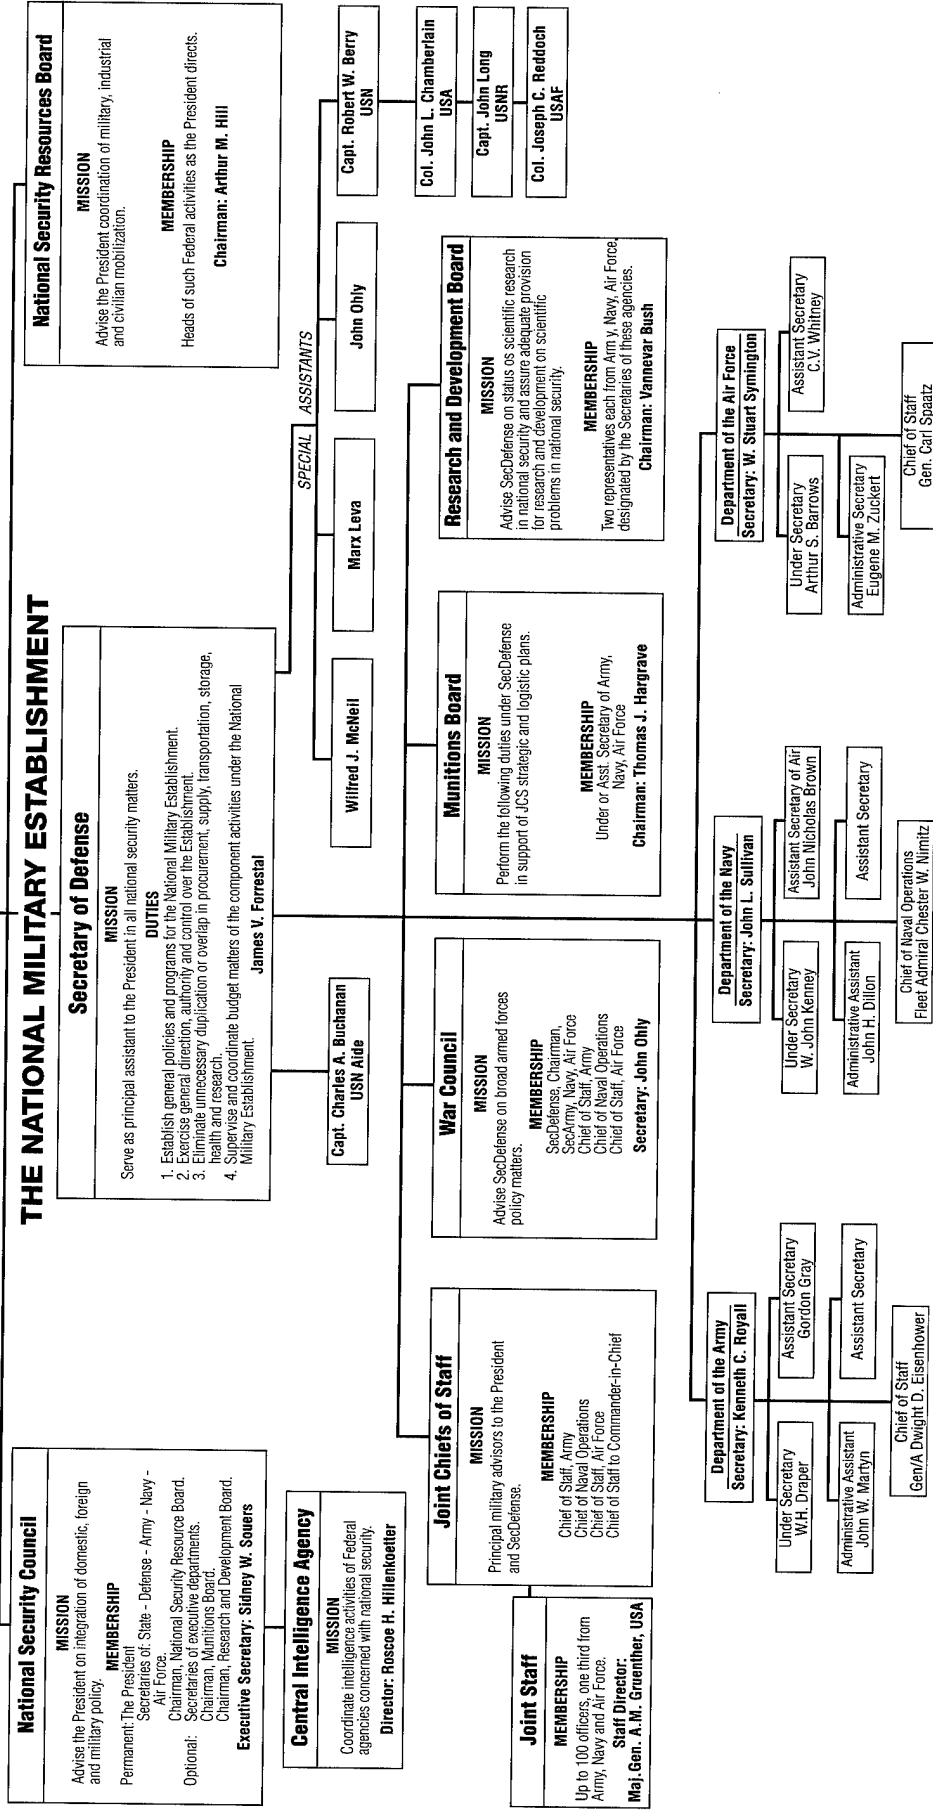 THE NATIONAL MILITARY ESTABLISHMENT
National Security Council
MISSION
Advise the President on integration of domestic, foreign
and military policy.
MEMBERSHIP
Permanent: The President
Secretaries of: State - Defense - Army - Navy -
Air Force.
Chairman, National Security Resource Board.
Optional: Secretaries of executive departments.
Chairman, Munitions Board.
Chairman, Research and Development Board.
Executive Secretary: Sidney W. Souers
Central Intelligence Agency
MISSION
Coordinate intelligence activities of Federal
agencies concerned with national security.
Director: Roscoe H. Hillenkoetter
Secretary of Defense
MISSION
Serve as principal assistant to the President in all national security matters.
DUTIES
1. Establish general policies and programs for the National Military Establishment.
2. Exercise general direction, authority and control over the Establishment.
3. Eliminate unnecessary duplication or overlap in procurement, supply, transportation, storage,
health and research.
4. Supervise and coordinate budget matters of the component activities under the National
Military Establishment.
James V. Forrestal
National Security Resources Board
MISSION
Advise the President coordination of military, industrial
and civilian mobilization.
MEMBERSHIP
Heads of such Federal activities as the President directs.
Chairman: Arthur M. Hill
Capt. Charles A. Buchanan
USN Aide
SPECIAL ASSISTANTS
Wilfred J. McNeil
Marx Leva
John Ohly
Capt. Robert W. Berry
USN
Col. John L. Chamberlain
USA
Capt. John Long
USNR
Col. Joseph C. Reddoch
USAF
Joint Chiefs of Staff
MISSION
Principal military advisors to the President
and SecDefense.
MEMBERSHIP
Chief of Staff, Army
Chief of Naval Operations
Chief of Staff, Air Force
Chief of Staff to Commander-in-Chief
Joint Staff
MEMBERSHIP
Up to 100 officers, one third from
Army, Navy and Air Force.
Staff Director:
Maj.Gen. A.M. Gruenther, USA
War Council
MISSION
Advise SecDefense on broad armed forces
policy matters.
MEMBERSHIP
SecDefense, Chairman,
SecArmy, Navy, Air Force
Chief of Staff, Army
Chief of Naval Operations
Chief of Staff, Air Force
Secretary: John Ohly
Munitions Board
MISSION
Perform the following duties under SecDefense
in support of JCS strategic and logistic plans.
MEMBERSHIP
Under or Asst. Secretary of Army,
Navy, Air Force
Chairman: Thomas J. Hargrave
Research and Development Board
MISSION
Advise SecDefense on status os scientific research
in national security and assure adequate provision
for research and development on scientific
problems in national security.
MEMBERSHIP
Two representatives each from Arm y, Navy, Air Force,
designated by the Secretaries of these agencies.
Chairman: Vannevar Bush
Department of the Army
Secretary: Kenneth C. Royall
Under Secretary
W.H. Draper
Assistant Secretary
Gordon Gray
Administrative Assistant
John W. Martyn
Assistant Secretary
Chief of Staff
Gen/A Dwight D. Eisenhower
Department of the Navy
Secretary: John L. Sullivan
Under Secretary
W. John Kenney
Assistant Secretary of Air
John Nicholas Brown
Administrative Assistant
John H. Dillon
Assistant Secretary
Chief of Naval Operations
Fleet Admiral Chester W. Nimitz
Department of the Air Force
Secretary: W. Stuart Symington
Under Secretary
Arthur S. Barrows
Assistant Secretary
C.V. Whitney
Administrative Secretary
Eugene M. Zuckert
Chief of Staff
Gen. Carl Spaatz